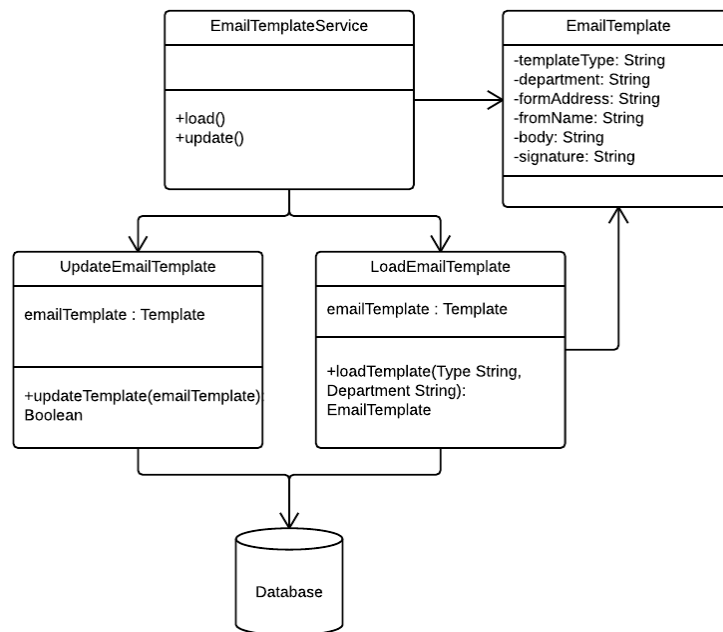 EmailTemplateService
+load()
+update()
EmailTemplate
-templateType: String
-department: String
-formAddress: String
-fromName: String
-body: String
-signature: String
UpdateEmailTemplate
emailTemplate : Template
+updateTemplate(emailTemplate):
Boolean
LoadEmailTemplate
emailTemplate : Template
+loadTemplate(Type String,
Department String):
EmailTemplate
Database